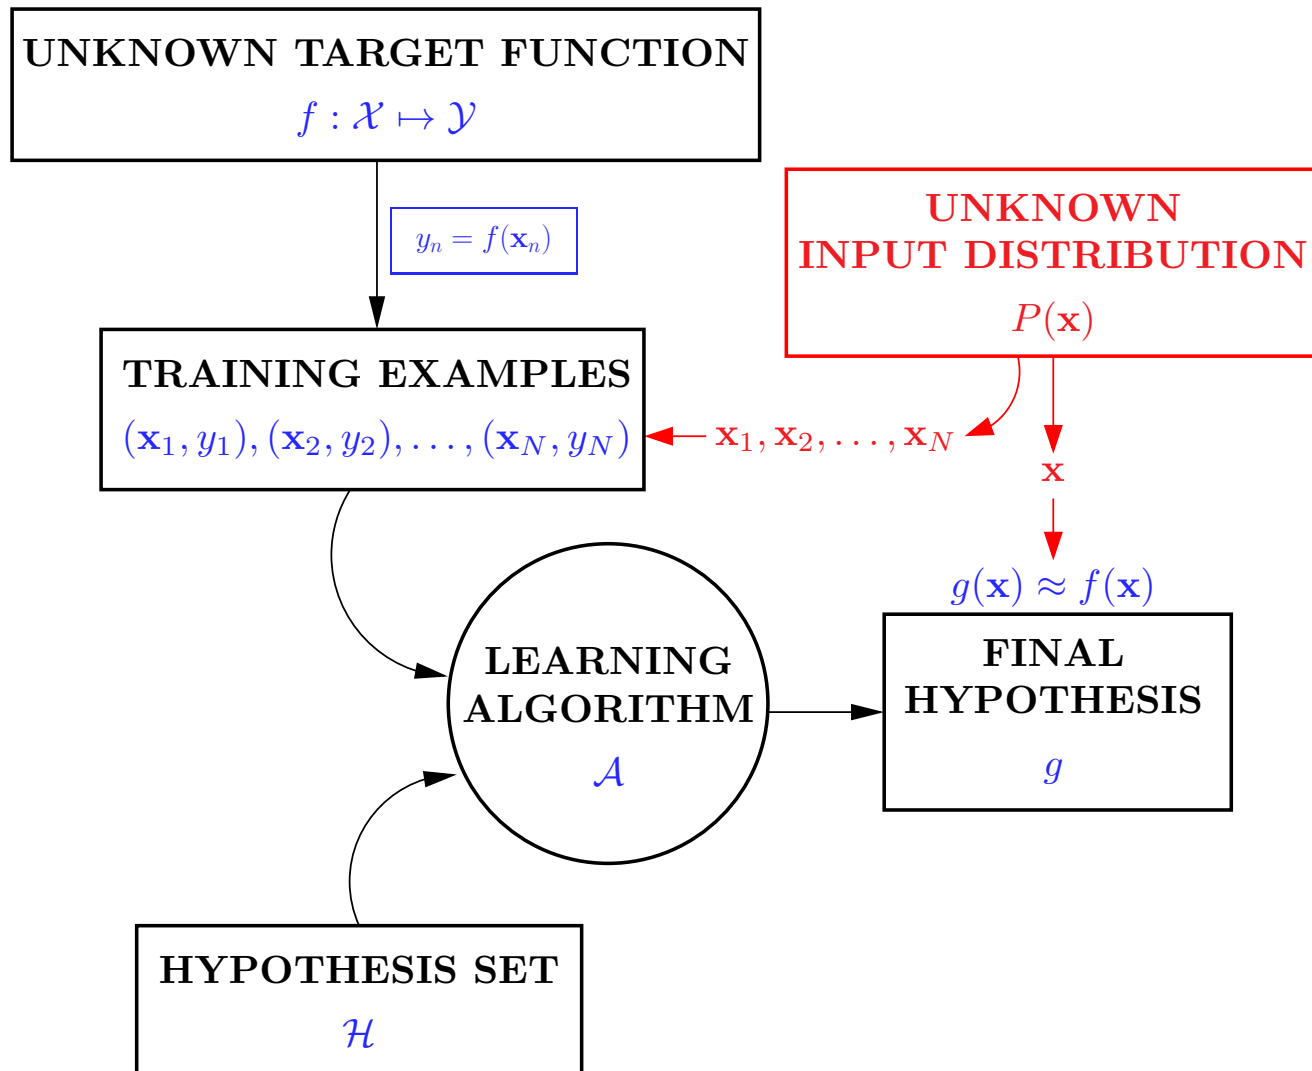 UNKNOWN TARGET FUNCTION
f : 𝒳 ↦ 𝒴
yₙ = f(𝐱ₙ)
UNKNOWN
INPUT DISTRIBUTION
P(𝐱)
TRAINING EXAMPLES
(𝐱₁, y₁), (𝐱₂, y₂), . . . , (𝐱_N, y_N)
𝐱₁, 𝐱₂, . . . , 𝐱_N
𝐱
g(𝐱) ≈ f(𝐱)
LEARNING
ALGORITHM
𝒜
FINAL
HYPOTHESIS
g
HYPOTHESIS SET
ℋ